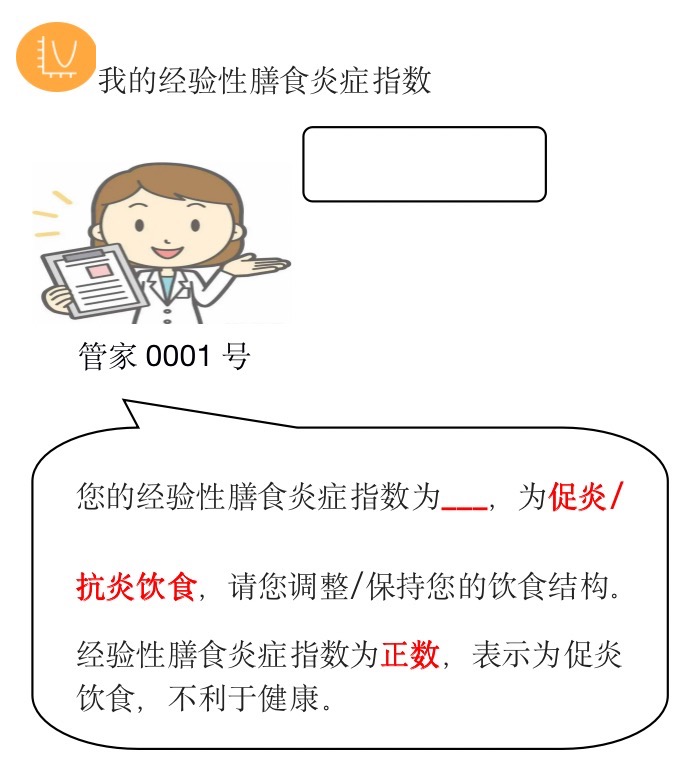 我的经验性膳食炎症指数
管家 0001 号
您的经验性膳食炎症指数为___，为促炎/
抗炎饮食，请您调整/保持您的饮食结构。
经验性膳食炎症指数为正数，表示为促炎
饮食，不利于健康。